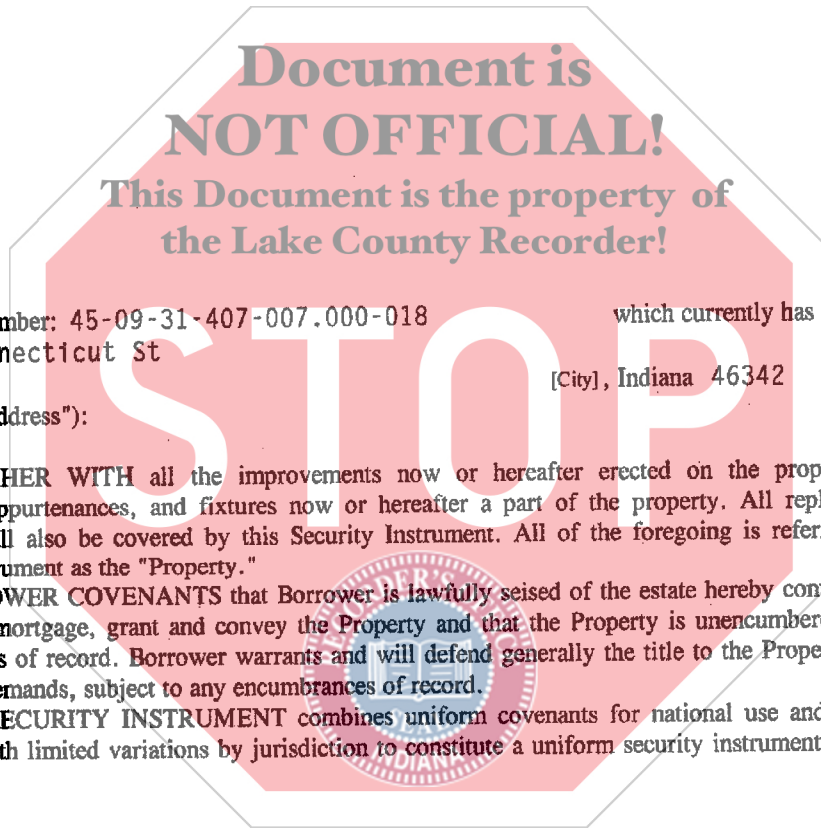 Document is
NOT OFFICIAL!
This Document is the property of
the Lake County Recorder!
STOP
mber: 45-09-31-407-007.000-018 which currently has
necticut St
[City], Indiana 46342
ddress"):
HER WITH all the improvements now or hereafter erected on the prop
ppurtenances, and fixtures now or hereafter a part of the property. All repl
ll also be covered by this Security Instrument. All of the foregoing is refer
ument as the "Property."
OWER COVENANTS that Borrower is lawfully seised of the estate hereby con
mortgage, grant and convey the Property and that the Property is unencumber
s of record. Borrower warrants and will defend generally the title to the Prope
emands, subject to any encumbrances of record.
ECURITY INSTRUMENT combines uniform covenants for national use and
th limited variations by jurisdiction to constitute a uniform security instrument
SEAL
INDIANA